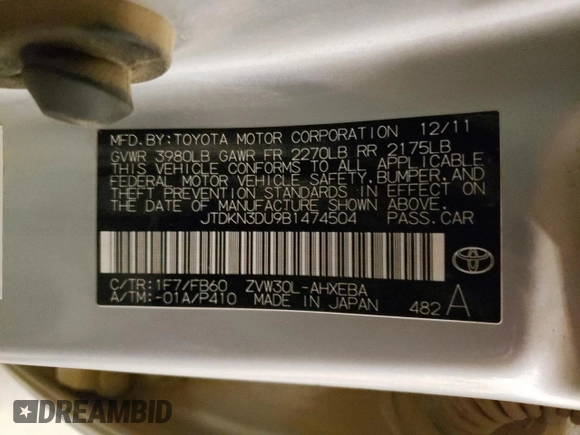 MFD. BY: TOYOTA MOTOR CORPORATION 12/11
GVWR 3980LB GAWR FR 2270LB RR 2175LB
THIS VEHICLE CONFORMS TO ALL APPLICABLE
FEDERAL MOTOR VEHICLE SAFETY, BUMPER, AND
THEFT PREVENTION STANDARDS IN EFFECT ON
THE DATE OF MANUFACTURE SHOWN ABOVE.
JTDKN3DU9B1474504 PASS. CAR
C/TR: 1F7/FB60 ZVW30L-AHXEBA
A/TM: -01A/P410 MADE IN JAPAN 482 A
DREAMBID